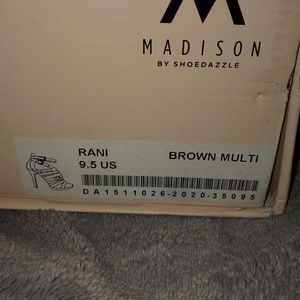 MADISON
BY SHOEDAZZLE
RANI BROWN MULTI
9.5 US
DA1511026-2020-35095